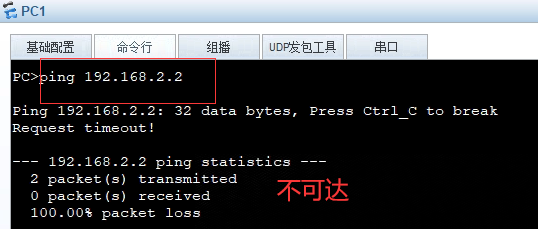 PC1
基础配置 命令行 组播 UDP发包工具 串口
PC>ping 192.168.2.2
Ping 192.168.2.2: 32 data bytes, Press Ctrl_C to break
Request timeout!
--- 192.168.2.2 ping statistics ---
2 packet(s) transmitted
0 packet(s) received
100.00% packet loss
不可达